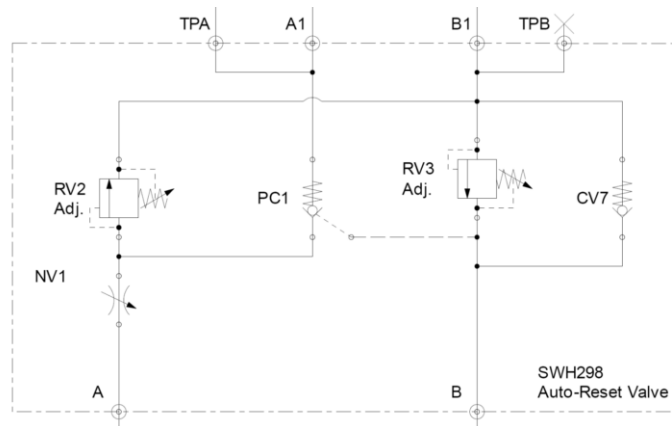 TPA
A1
B1
TPB
RV2
Adj.
PC1
RV3
Adj.
CV7
NV1
A
B
SWH298
Auto-Reset Valve